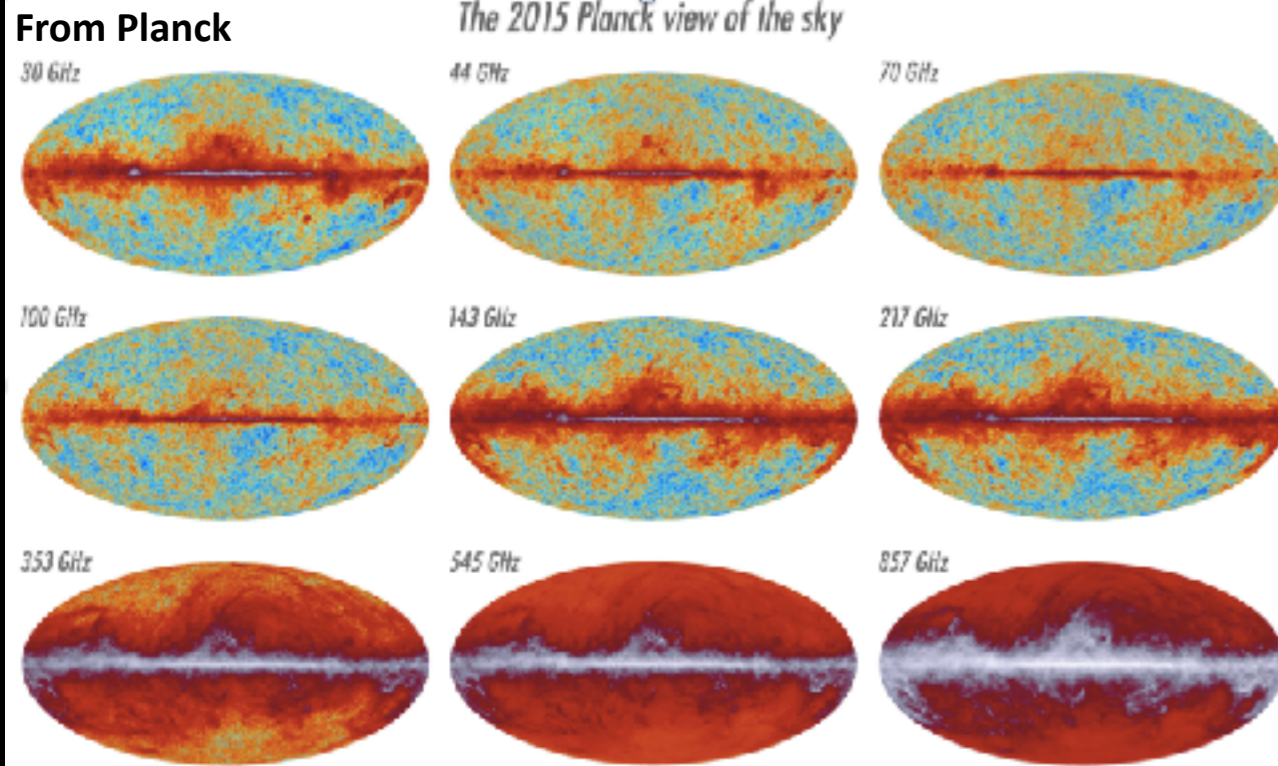 From Planck
The 2015 Planck view of the sky
30 GHz
44 GHz
70 GHz
100 GHz
143 GHz
217 GHz
353 GHz
545 GHz
857 GHz